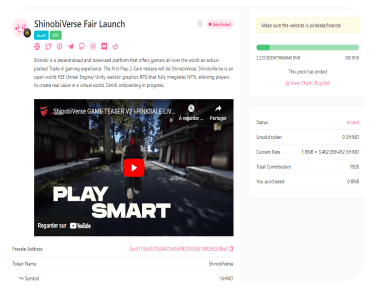 ShinobiVerse Fair Launch
Sale Ended
Audit
KYC
Shinobi is a decentralized and tokenized platform that offers gamers all over the world an action-
packed Triple-A gaming experience. The first Play-2-Earn release will be ShinobiVerse. ShinobiVerse is an
open-world P2E Unreal Engine/ Unity realistic graphics RPG that fully integrates NFTs, allowing players
to create real value in a virtual world. Certik onboarding in progress.
ShinobiVerse GAME TEASER V2 \ PINKSALE LIV...
À regarder ...
Partager
PLAY
SMART
Regarder sur YouTube
Presale Address
Token Name
ShinobiVerse
Symbol
SHINO
Make sure the website is pinksale.finance!
300 BNB
This pool has ended
View Chart | Buy/Sell
Status
ended
Unsold token
0 SHINO
Current Rate
1 BNB = 3,462,099.452 SHINO
Total Contributors
1928
You purchased
0 BNB